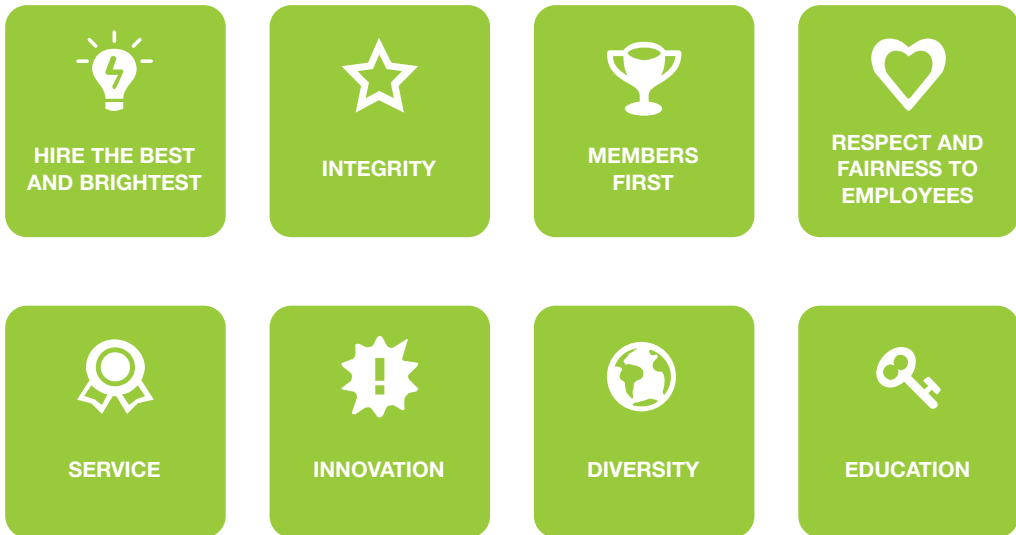 HIRE THE BEST
AND BRIGHTEST
INTEGRITY
MEMBERS
FIRST
RESPECT AND
FAIRNESS TO
EMPLOYEES
SERVICE
INNOVATION
DIVERSITY
EDUCATION